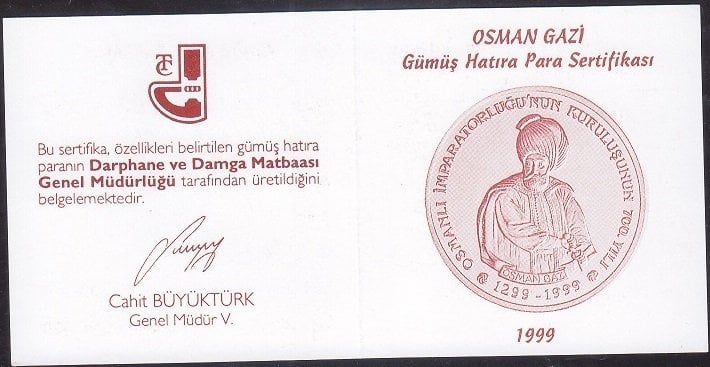 TC
Bu sertifika, özellikleri belirtilen gümüş hatıra
paranın Darphane ve Damga Matbaası
Genel Müdürlüğü tarafından üretildiğini
belgelemektedir.
Cahit BÜYÜKTÜRK
Genel Müdür V.
OSMAN GAZİ
Gümüş Hatıra Para Sertifikası
OSMANLI İMPARATORLUĞU'NUN KURULUŞUNUN 700. YILI
OSMAN GAZİ
1299-1999
1999